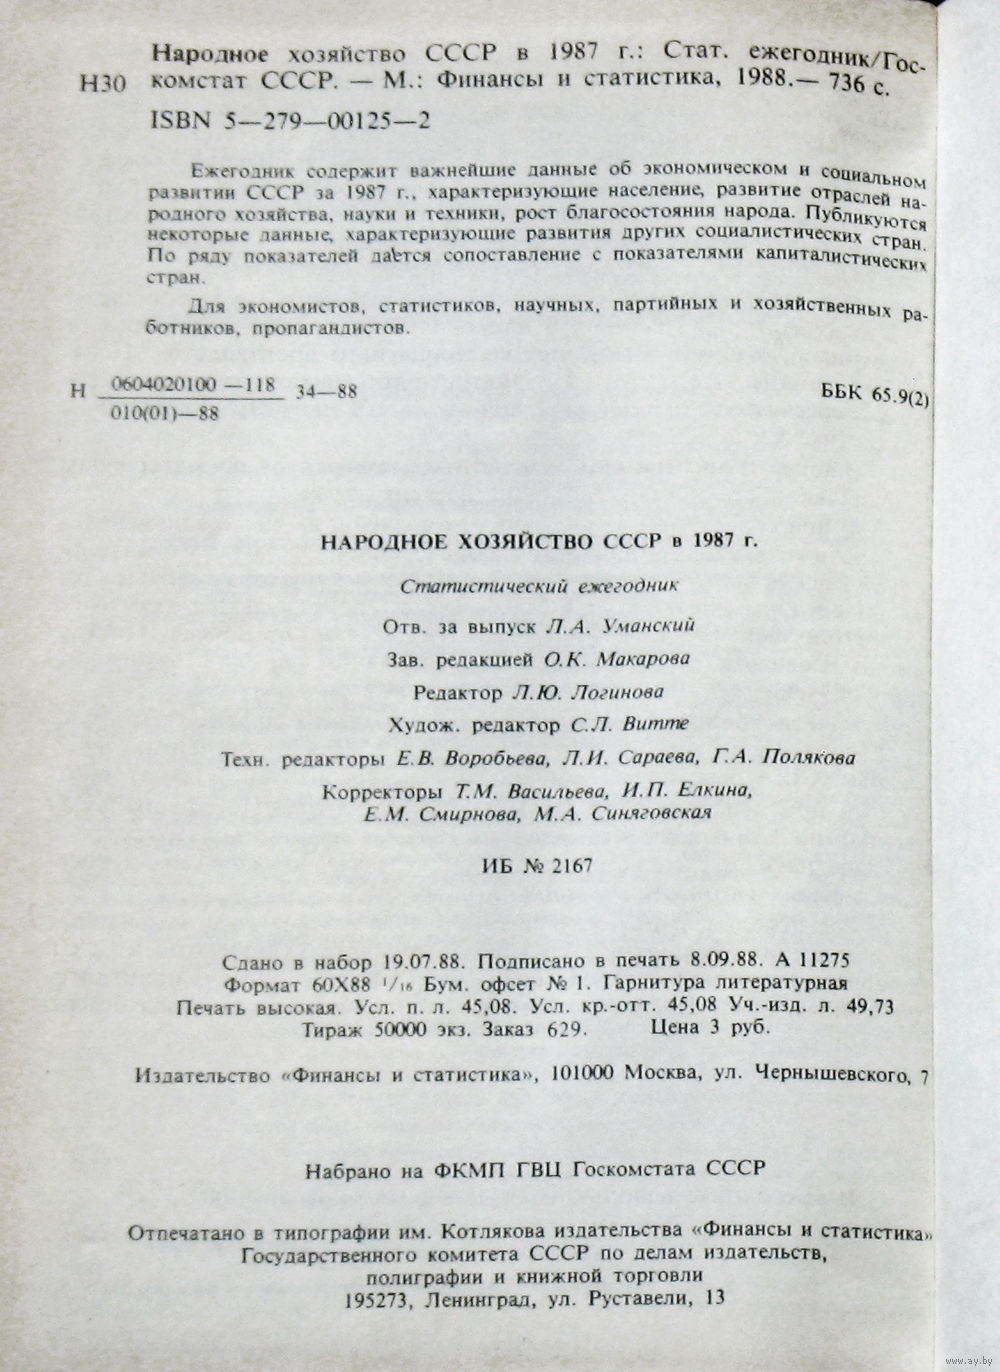 Народное хозяйство СССР в 1987 г.: Стат. ежегодник/Гос-
Н30 комстат СССР. — М.: Финансы и статистика, 1988.— 736 с.
ISBN 5—279—00125—2
Ежегодник содержит важнейшие данные об экономическом и социальном
развитии СССР за 1987 г., характеризующие население, развитие отраслей на-
родного хозяйства, науки и техники, рост благосостояния народа. Публикуются
некоторые данные, характеризующие развития других социалистических стран.
По ряду показателей дается сопоставление с показателями капиталистических
стран.
Для экономистов, статистиков, научных, партийных и хозяйственных ра-
ботников, пропагандистов.
Н 0604020100 —118 34—88 ББК 65.9(2)
010(01)—88
НАРОДНОЕ ХОЗЯЙСТВО СССР в 1987 г.
Статистический ежегодник
Отв. за выпуск Л.А. Уманский
Зав. редакцией О.К. Макарова
Редактор Л.Ю. Логинова
Худож. редактор С.Л. Витте
Техн. редакторы Е.В. Воробьева, Л.И. Сараева, Г.А. Полякова
Корректоры Т.М. Васильева, И.П. Елкина,
Е.М. Смирнова, М.А. Синяговская
ИБ № 2167
Сдано в набор 19.07.88. Подписано в печать 8.09.88. А 11275
Формат 60X88 1/16 Бум. офсет № 1. Гарнитура литературная
Печать высокая. Усл. п. л. 45,08. Усл. кр.-отт. 45,08 Уч.-изд. л. 49,73
Тираж 50000 экз. Заказ 629. Цена 3 руб.
Издательство «Финансы и статистика», 101000 Москва, ул. Чернышевского, 7
Набрано на ФКМП ГВЦ Госкомстата СССР
Отпечатано в типографии им. Котлякова издательства «Финансы и статистика»
Государственного комитета СССР по делам издательств,
полиграфии и книжной торговли
195273, Ленинград, ул. Руставели, 13
www.ay.by